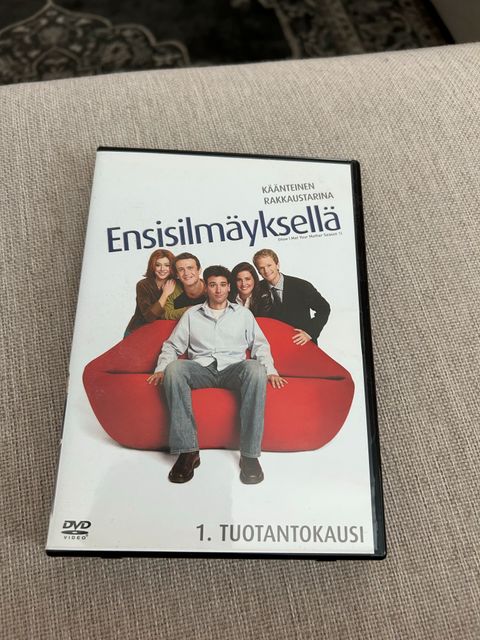 KÄÄNTEINEN
RAKKAUSTARINA
Ensisilmäyksellä
(How I Met Your Mother Season 1)
DVD
VIDEO
1. TUOTANTOKAUSI